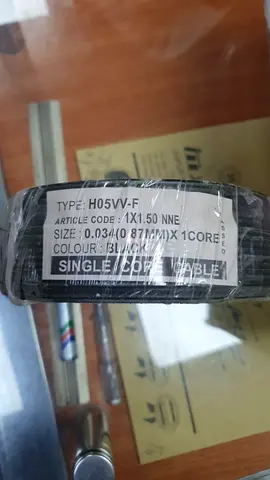 TYPE: H05VV-F
ARTICLE CODE : 1X1.50 NNE
SIZE : 0.034(0.87MM)X 1CORE
COLOUR : BLACK
SINGLE CORE CABLE